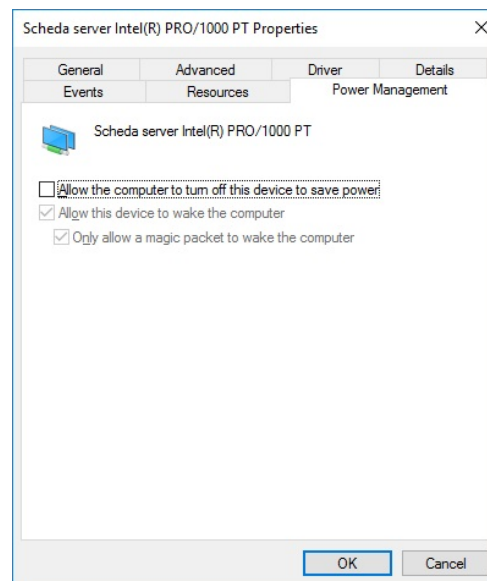 Scheda server Intel(R) PRO/1000 PT Properties
General Advanced Driver Details
Events Resources Power Management
Scheda server Intel(R) PRO/1000 PT
Allow the computer to turn off this device to save power
Allow this device to wake the computer
Only allow a magic packet to wake the computer
OK Cancel